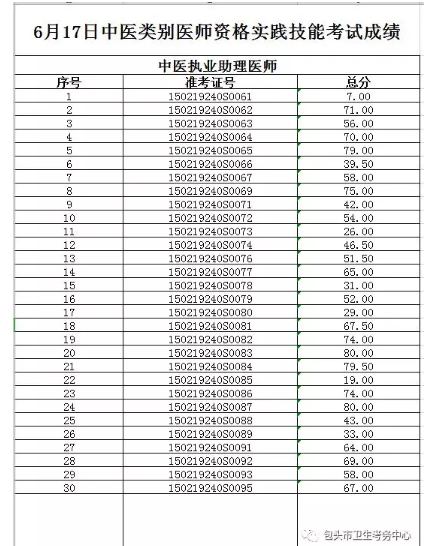 6月17日中医类别医师资格实践技能考试成绩
中医执业助理医师
序号 准考证号 总分
1 150219240S0061 7.00
2 150219240S0062 71.00
3 150219240S0063 56.00
4 150219240S0064 70.00
5 150219240S0065 79.00
6 150219240S0066 39.50
7 150219240S0067 58.00
8 150219240S0069 75.00
9 150219240S0071 42.00
10 150219240S0072 54.00
11 150219240S0073 26.00
12 150219240S0074 46.50
13 150219240S0076 51.50
14 150219240S0077 65.00
15 150219240S0078 31.00
16 150219240S0079 52.00
17 150219240S0080 29.00
18 150219240S0081 67.50
19 150219240S0082 74.00
20 150219240S0083 80.00
21 150219240S0084 79.50
22 150219240S0085 19.00
23 150219240S0086 74.00
24 150219240S0087 80.00
25 150219240S0088 43.00
26 150219240S0089 33.00
27 150219240S0091 64.00
28 150219240S0092 69.00
29 150219240S0093 58.00
30 150219240S0095 67.00
包头市卫生考务中心